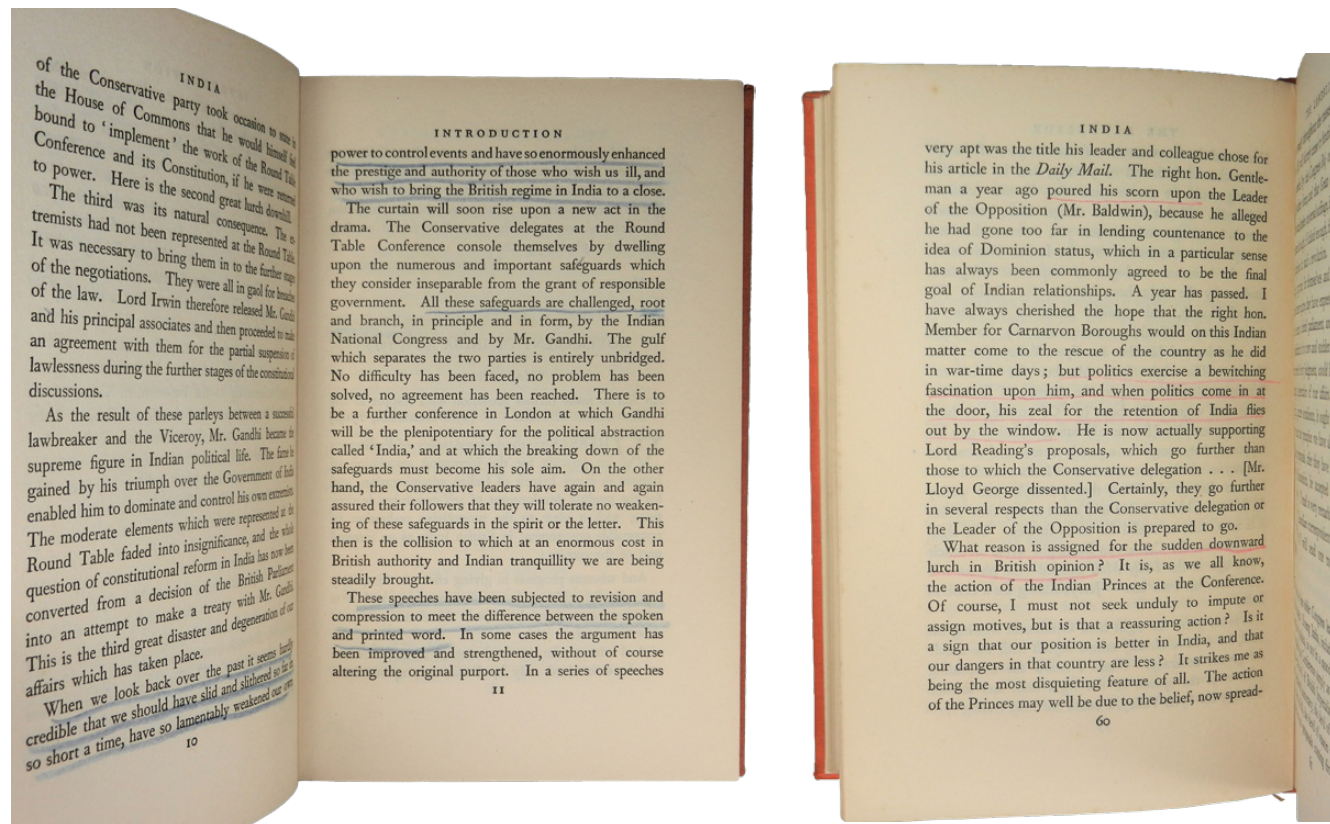 INDIA
of the Conservative party took occasion to state in
the House of Commons that he would himself feel
bound to ‘implement’ the work of the Round Table
Conference and its Constitution, if he were returned
to power. Here is the second great lurch downhill.
The third was its natural consequence. The ex-
tremists had not been represented at the Round Table.
It was necessary to bring them in to the further stages
of the negotiations. They were all in gaol for breaches
of the law. Lord Irwin therefore released Mr. Gandhi
and his principal associates and then proceeded to make
an agreement with them for the partial suspension of
lawlessness during the further stages of the constitutional
discussions.
As the result of these parleys between a successful
lawbreaker and the Viceroy, Mr. Gandhi became the
supreme figure in Indian political life. The fame he
gained by his triumph over the Government of India
enabled him to dominate and control his own extremists.
The moderate elements which were represented at the
Round Table faded into insignificance, and the whole
question of constitutional reform in India has now been
converted from a decision of the British Parliament
into an attempt to make a treaty with Mr. Gandhi.
This is the third great disaster and degeneration of our
affairs which has taken place.
When we look back over the past it seems hardly
credible that we should have slid and slithered so far in
so short a time, have so lamentably weakened our own
10
INTRODUCTION
power to control events and have so enormously enhanced
the prestige and authority of those who wish us ill, and
who wish to bring the British regime in India to a close.
The curtain will soon rise upon a new act in the
drama. The Conservative delegates at the Round
Table Conference console themselves by dwelling
upon the numerous and important safeguards which
they consider inseparable from the grant of responsible
government. All these safeguards are challenged, root
and branch, in principle and in form, by the Indian
National Congress and by Mr. Gandhi. The gulf
which separates the two parties is entirely unbridged.
No difficulty has been faced, no problem has been
solved, no agreement has been reached. There is to
be a further conference in London at which Gandhi
will be the plenipotentiary for the political abstraction
called ‘India,’ and at which the breaking down of the
safeguards must become his sole aim. On the other
hand, the Conservative leaders have again and again
assured their followers that they will tolerate no weaken-
ing of these safeguards in the spirit or the letter. This
then is the collision to which at an enormous cost in
British authority and Indian tranquillity we are being
steadily brought.
These speeches have been subjected to revision and
compression to meet the difference between the spoken
and printed word. In some cases the argument has
been improved and strengthened, without of course
altering the original purport. In a series of speeches
11
INDIA
very apt was the title his leader and colleague chose for
his article in the Daily Mail. The right hon. Gentle-
man a year ago poured his scorn upon the Leader
of the Opposition (Mr. Baldwin), because he alleged
he had gone too far in lending countenance to the
idea of Dominion status, which in a particular sense
has always been commonly agreed to be the final
goal of Indian relationships. A year has passed. I
have always cherished the hope that the right hon.
Member for Carnarvon Boroughs would on this Indian
matter come to the rescue of the country as he did
in war-time days; but politics exercise a bewitching
fascination upon him, and when politics come in at
the door, his zeal for the retention of India flies
out by the window. He is now actually supporting
Lord Reading's proposals, which go further than
those to which the Conservative delegation . . . [Mr.
Lloyd George dissented.] Certainly, they go further
in several respects than the Conservative delegation or
the Leader of the Opposition is prepared to go.
What reason is assigned for the sudden downward
lurch in British opinion? It is, as we all know,
the action of the Indian Princes at the Conference.
Of course, I must not seek unduly to impute or
assign motives, but is that a reassuring action? Is it
a sign that our position is better in India, and that
our dangers in that country are less? It strikes me as
being the most disquieting feature of all. The action
of the Princes may well be due to the belief, now spread-
60